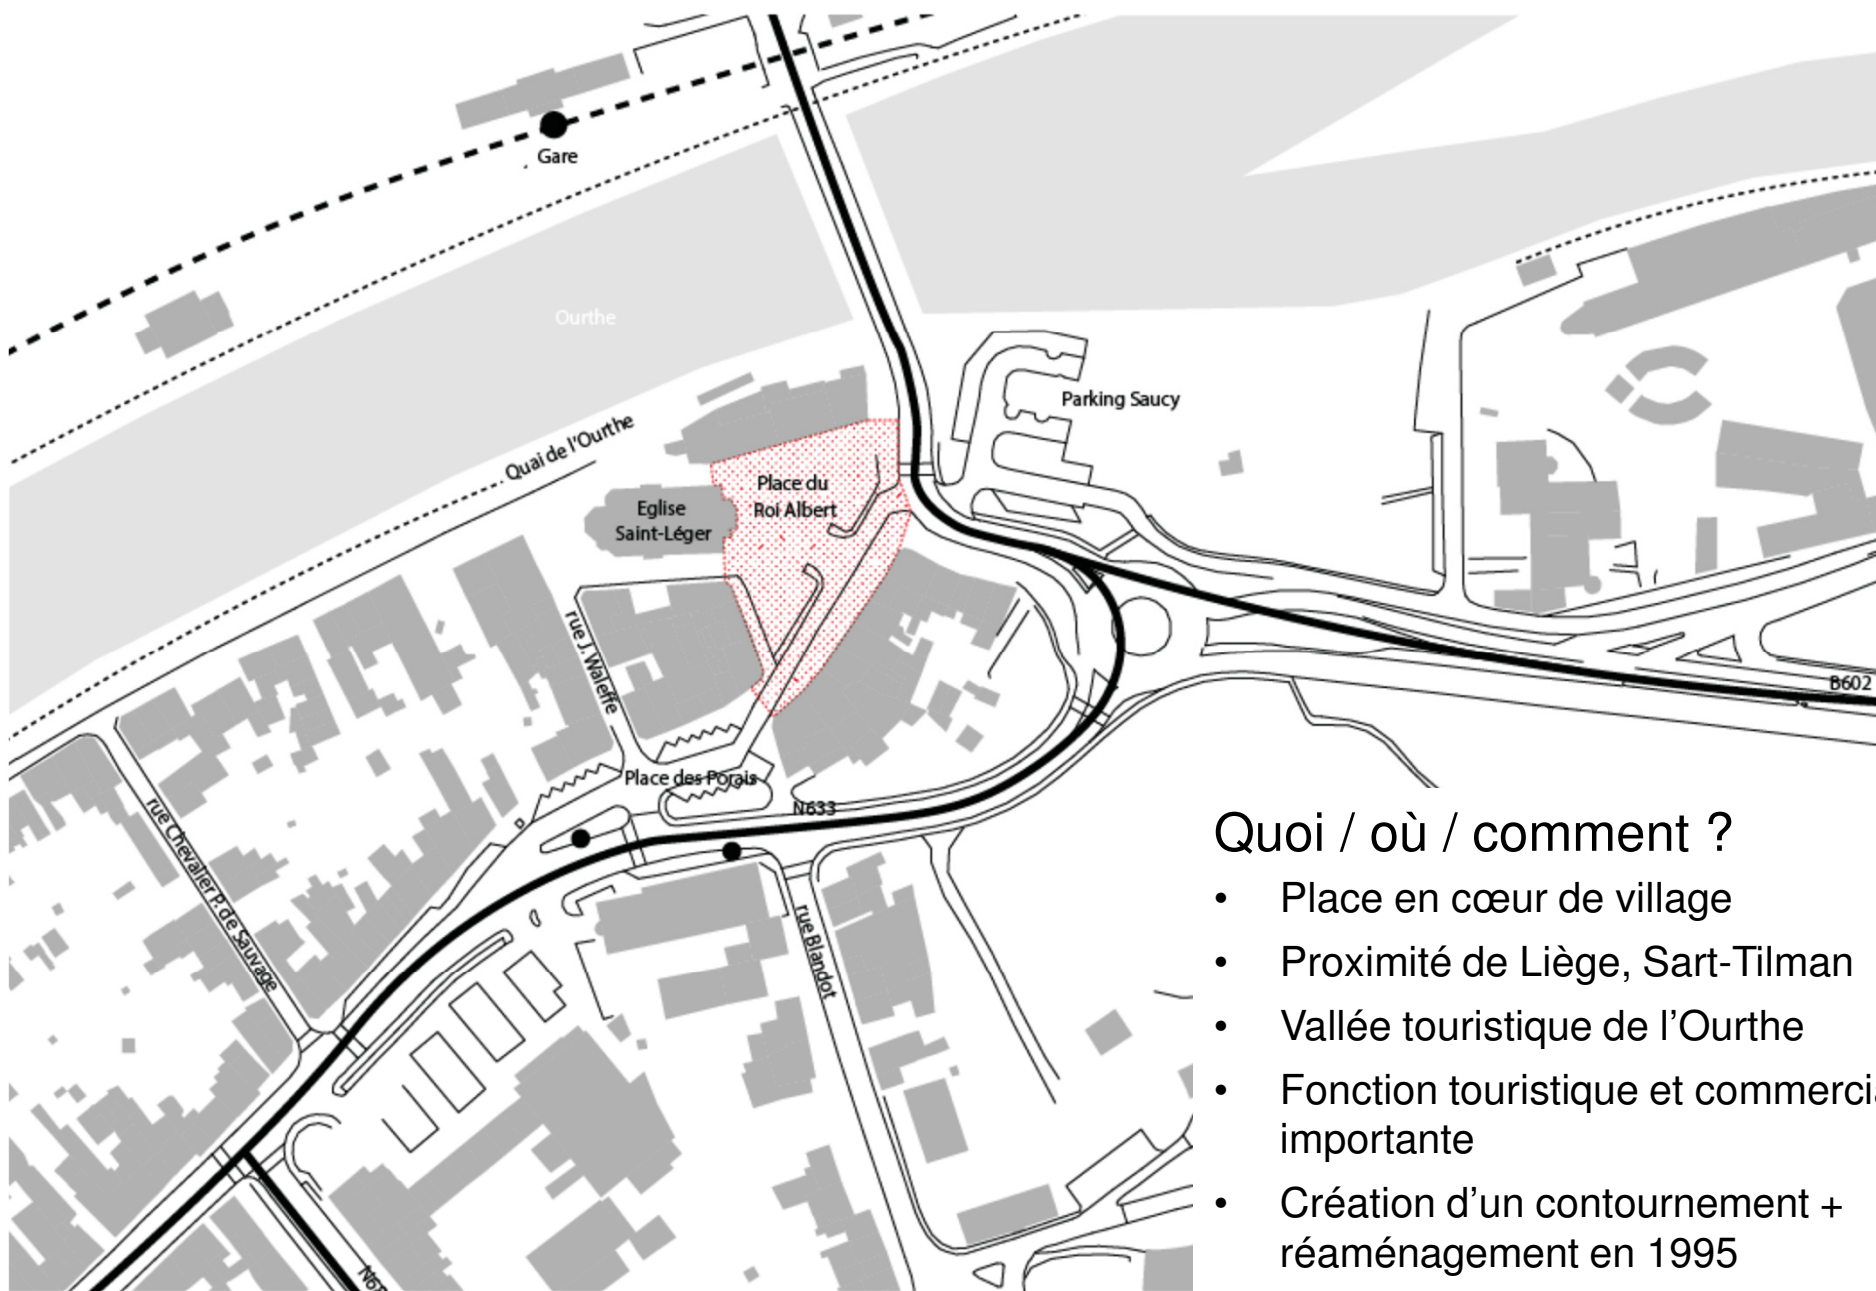 Gare
Ourthe
Parking Saucy
Quai de l'Ourthe
Place du
Roi Albert
Eglise
Saint-Léger
rue J. Waleffe
B602
Place des Porais
N633
rue Chevalier P. de Sauvage
rue Blandot
Quoi / où / comment ?
• Place en cœur de village
• Proximité de Liège, Sart-Tilman
• Vallée touristique de l’Ourthe
• Fonction touristique et commercia
importante
• Création d’un contournement +
réaménagement en 1995